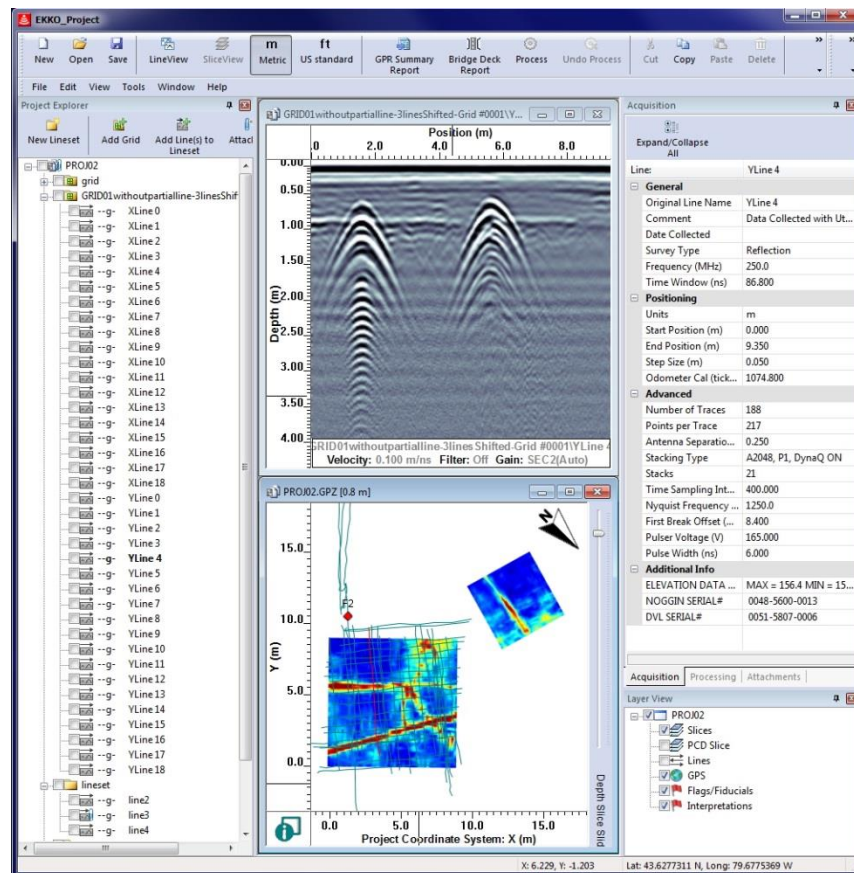 EKKO_Project
New Open Save LineView SliceView m Metric ft US standard GPR Summary Report Bridge Deck Report Process Undo Process Cut Copy Paste Delete
File Edit View Tools Window Help
Project Explorer
New Lineset Add Grid Add Line(s) to Lineset Attacl
PROJ02
grid
GRID01withoutpartialline-3linesShif
--g- XLine 0
--g- XLine 1
--g- XLine 2
--g- XLine 3
--g- XLine 4
--g- XLine 5
--g- XLine 6
--g- XLine 7
--g- XLine 8
--g- XLine 9
--g- XLine 10
--g- XLine 11
--g- XLine 12
--g- XLine 13
--g- XLine 14
--g- XLine 15
--g- XLine 16
--g- XLine 17
--g- XLine 18
--g- YLine 0
--g- YLine 1
--g- YLine 2
--g- YLine 3
--g- YLine 4
--g- YLine 5
--g- YLine 6
--g- YLine 7
--g- YLine 8
--g- YLine 9
--g- YLine 10
--g- YLine 11
--g- YLine 12
--g- YLine 13
--g- YLine 14
--g- YLine 15
--g- YLine 16
--g- YLine 17
--g- YLine 18
lineset
--g- line2
--g- line3
--g- line4
GRID01withoutpartialline-3linesShifted-Grid #0001\Y...
Position (m)
.0 2.0 4.0 6.0 8.0
Depth (m)
0.00
0.50
1.00
1.50
2.00
2.50
3.00
3.50
4.00
GRID01withoutpartialline-3lines Shifted-Grid #0001\YLine 4
Velocity: 0.100 m/ns Filter: Off Gain: SEC2(Auto)
PROJ02.GPZ [0.8 m]
N
F2
Y (m)
15.0
10.0
5.0
0.0
0.0 5.0 10.0 15.0
Project Coordinate System: X (m)
Depth Slice Slid
Acquisition
Expand/Collapse All
Line: YLine 4
General
Original Line Name YLine 4
Comment Data Collected with Ut...
Date Collected
Survey Type Reflection
Frequency (MHz) 250.0
Time Window (ns) 86.800
Positioning
Units m
Start Position (m) 0.000
End Position (m) 9.350
Step Size (m) 0.050
Odometer Cal (tick... 1074.800
Advanced
Number of Traces 188
Points per Trace 217
Antenna Separatio... 0.250
Stacking Type A2048, P1, DynaQ ON
Stacks 21
Time Sampling Int... 400.000
Nyquist Frequency ... 1250.0
First Break Offset (... 8.400
Pulser Voltage (V) 165.000
Pulse Width (ns) 6.000
Additional Info
ELEVATION DATA ... MAX = 156.4 MIN = 15...
NOGGIN SERIAL# 0048-5600-0013
DVL SERIAL# 0051-5807-0006
Acquisition Processing Attachments
Layer View
PROJ02
Slices
PCD Slice
Lines
GPS
Flags/Fiducials
Interpretations
X: 6.229, Y: -1.203 Lat: 43.6277311 N, Long: 79.6775369 W